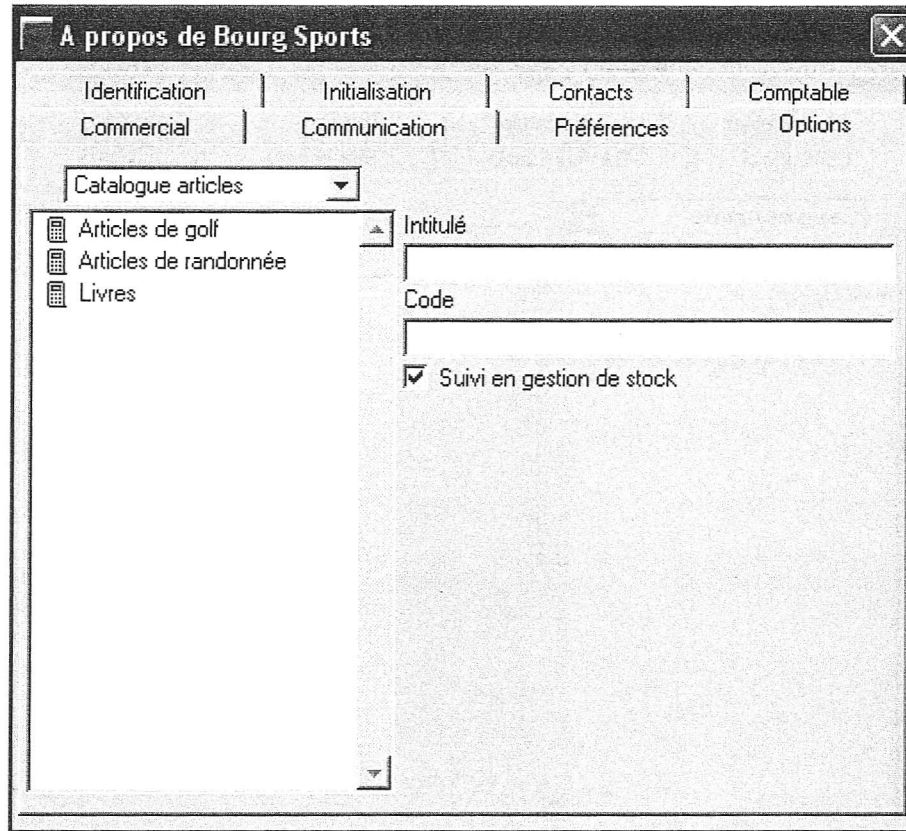 A propos de Bourg Sports
Identification Initialisation Contacts Comptable
Commercial Communication Préférences Options
Catalogue articles
Articles de golf
Articles de randonnée
Livres
Intitulé
Code
Suivi en gestion de stock